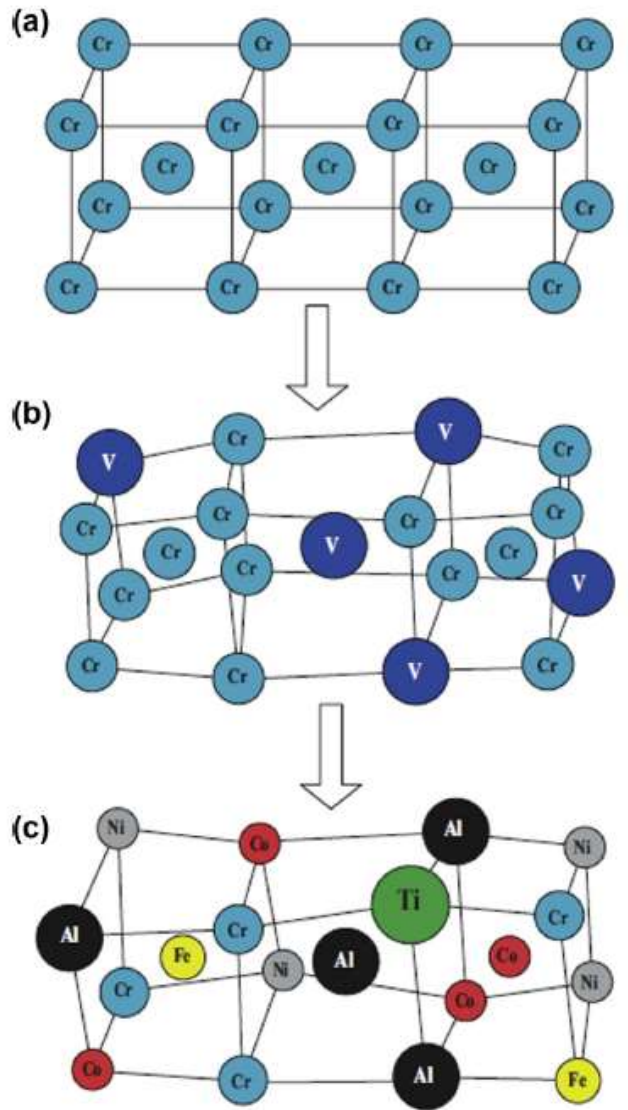 (a)
Cr Cr Cr Cr
Cr Cr Cr Cr
Cr Cr Cr
Cr Cr Cr Cr
Cr Cr Cr Cr
(b)
V Cr V Cr
Cr Cr Cr Cr
Cr V Cr
Cr Cr Cr V
Cr Cr V Cr
(c)
Ni Co Al Ni
Al Cr Ti Cr
Fe Al Co
Cr Ni Co Ni
Co Cr Al Fe